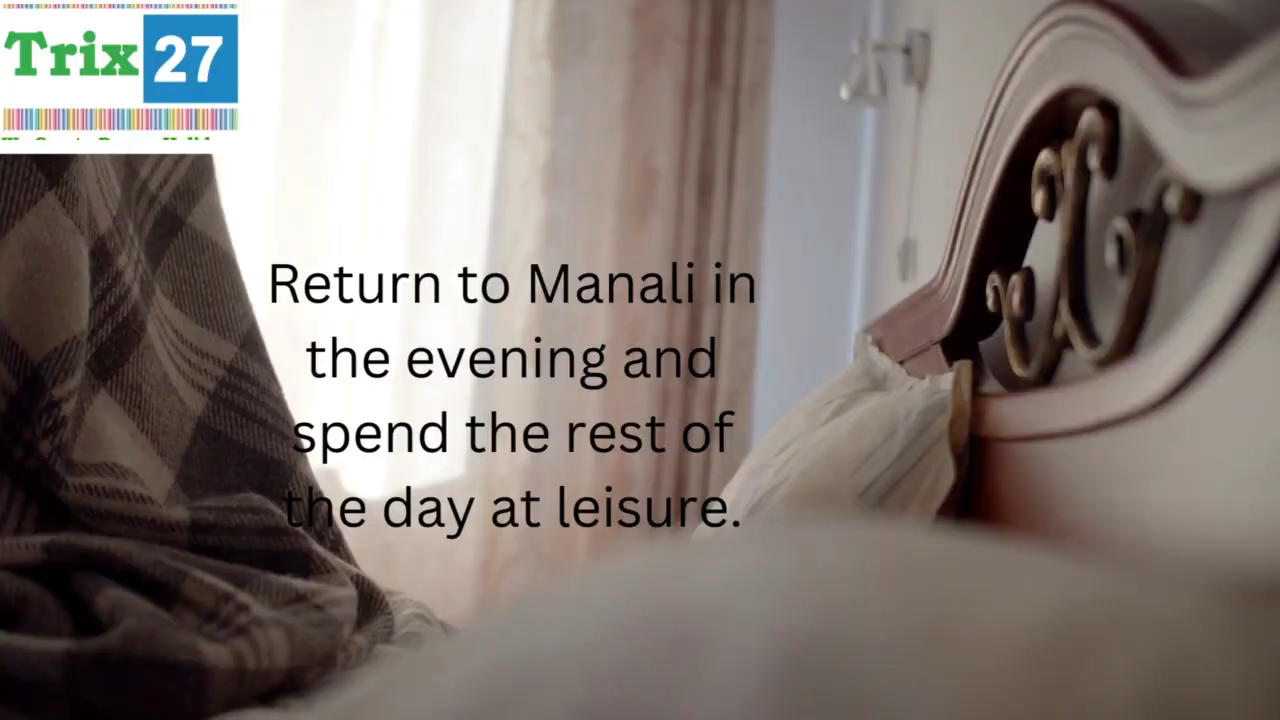 Trix 27
Return to Manali in
the evening and
spend the rest of
the day at leisure.